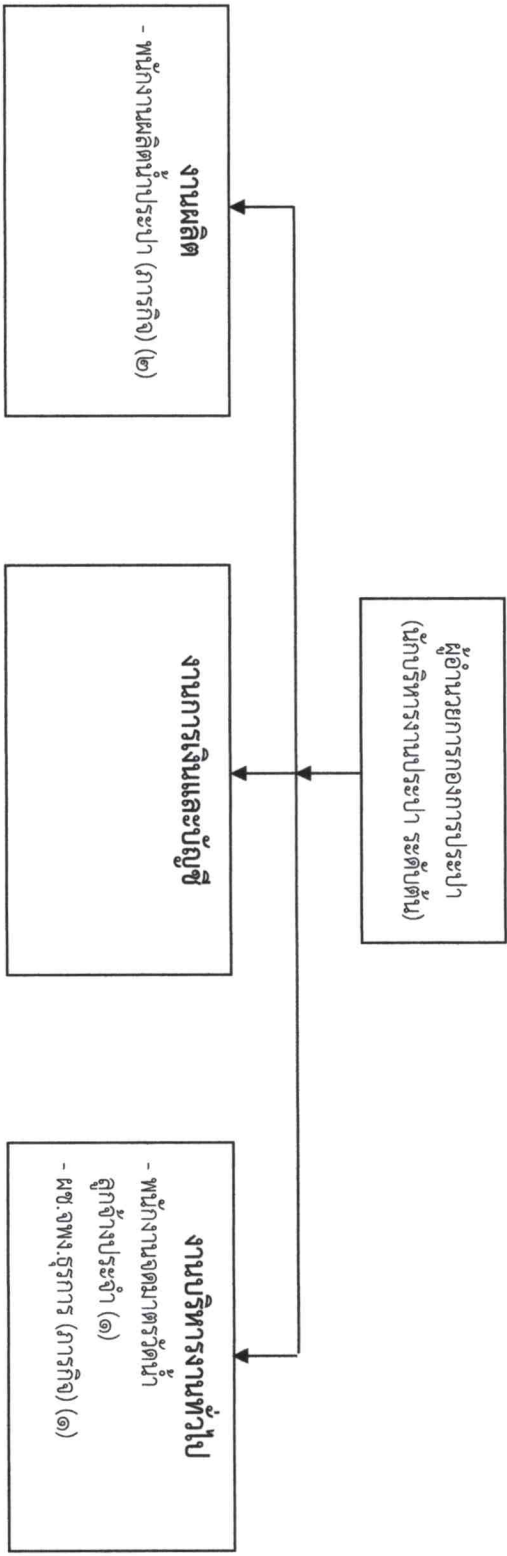 ผู้อำนวยการกองการประปา
(นักบริหารงานประปา ระดับต้น)
งานผลิต
- พนักงานผลิตน้ำประปา (ภารกิจ) (๒)
งานการเงินและบัญชี
งานบริหารงานทั่วไป
- พนักงานจดมาตรวัดน้ำ
ลูกจ้างประจำ (๑)
- ผช.จพง.ธุรการ (ภารกิจ) (๑)